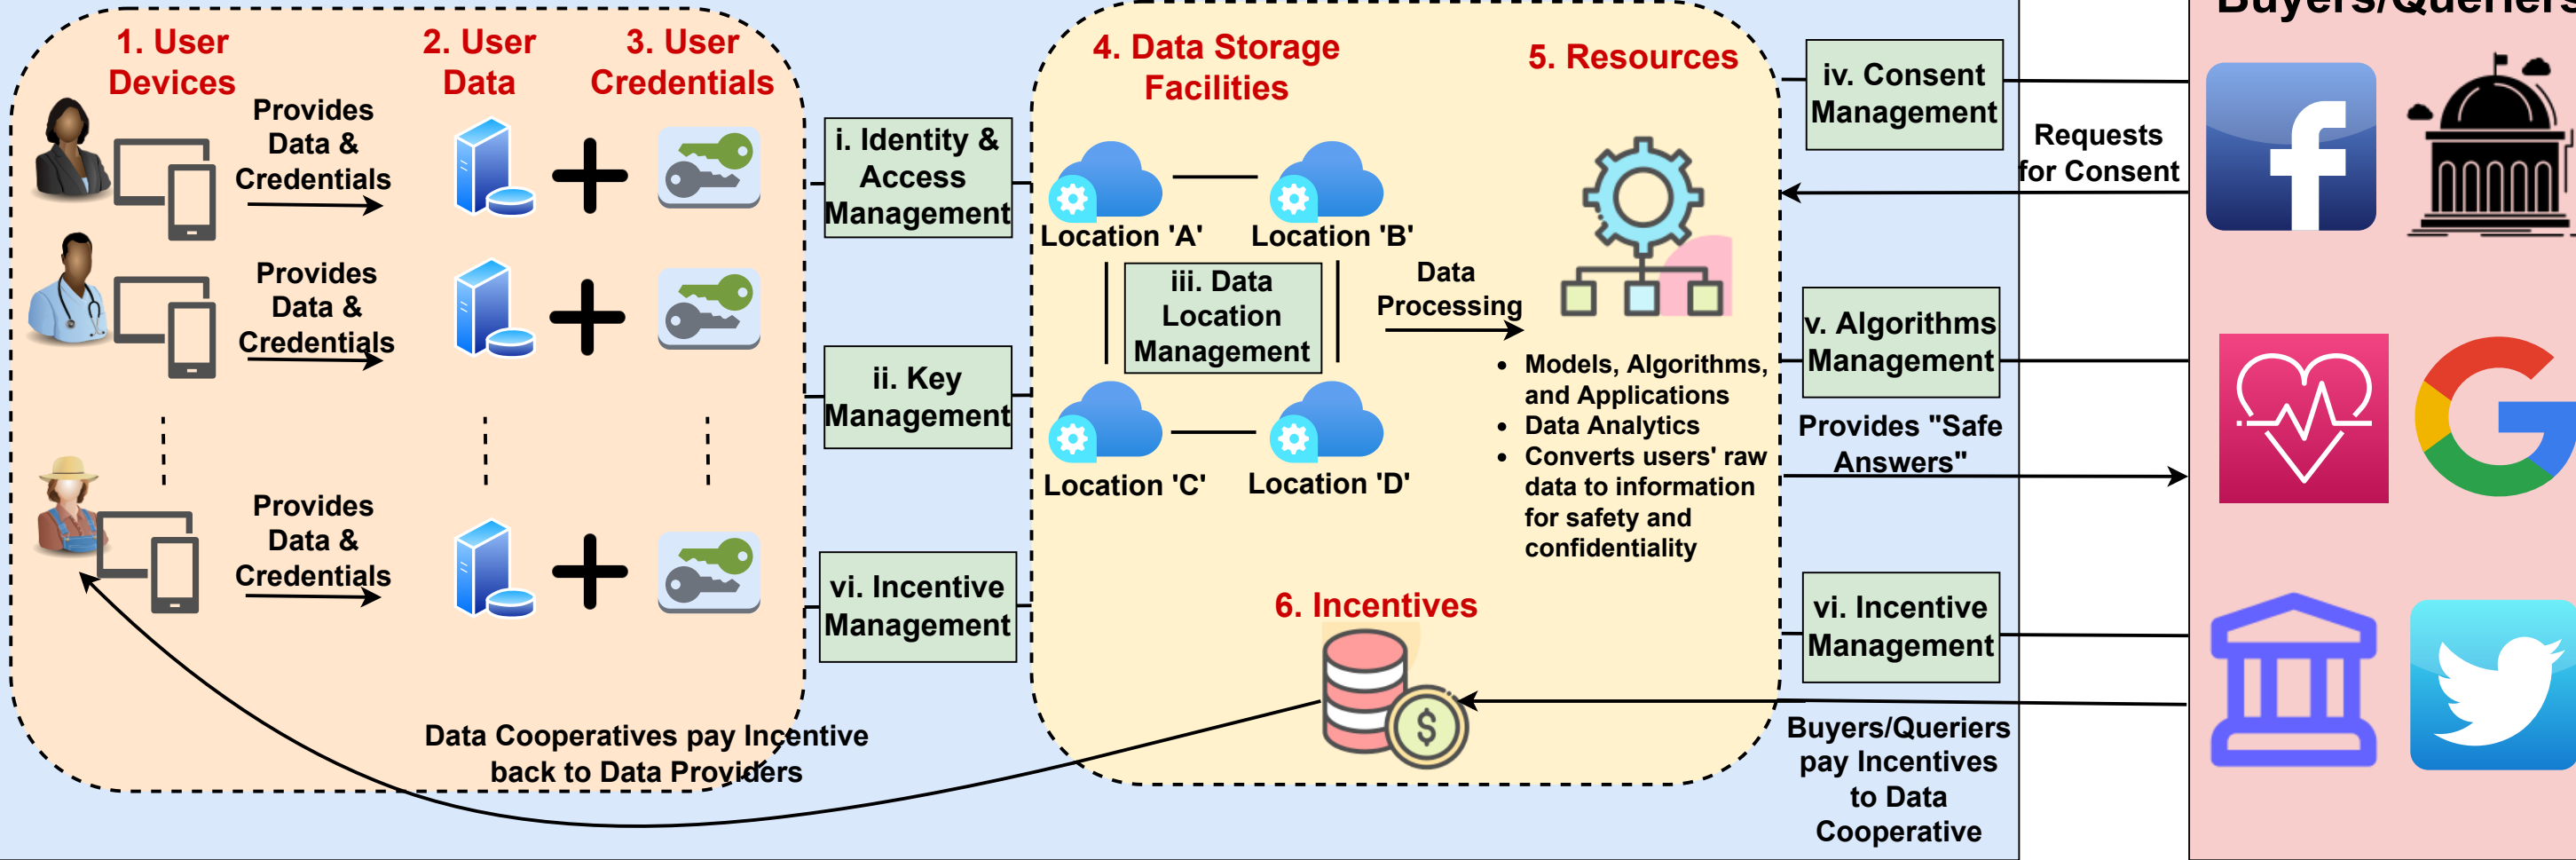 Buyers/Queriers
1. User
Devices
2. User
Data
3. User
Credentials
Provides
Data &
Credentials
Provides
Data &
Credentials
Provides
Data &
Credentials
i. Identity &
Access
Management
ii. Key
Management
vi. Incentive
Management
Data Cooperatives pay Incentive
back to Data Providers
4. Data Storage
Facilities
Location 'A'
Location 'B'
iii. Data
Location
Management
Location 'C'
Location 'D'
Data
Processing
5. Resources
• Models, Algorithms,
and Applications
• Data Analytics
• Converts users' raw
data to information
for safety and
confidentiality
6. Incentives
$
iv. Consent
Management
Requests
for Consent
v. Algorithms
Management
Provides "Safe
Answers"
vi. Incentive
Management
Buyers/Queriers
pay Incentives
to Data
Cooperative